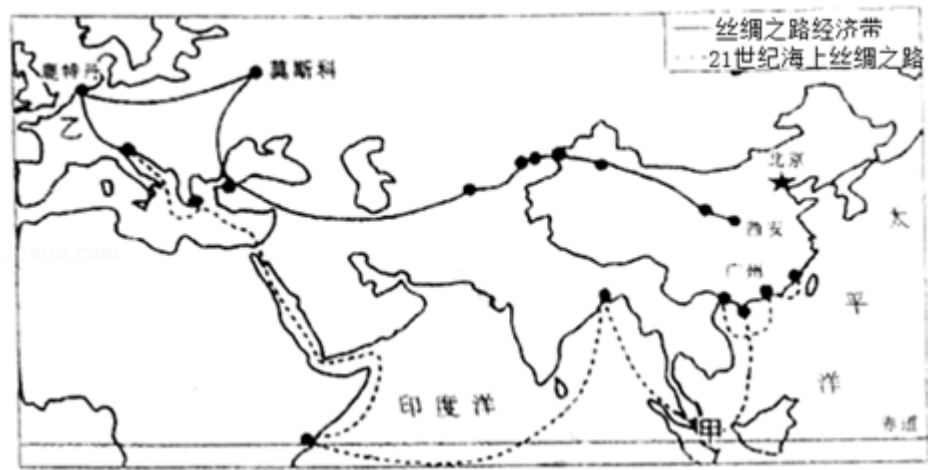 丝绸之路经济带
21世纪海上丝绸之路
鹿特丹
莫斯科
乙
北京
西安
广州
太
平
洋
印度洋
甲
赤道